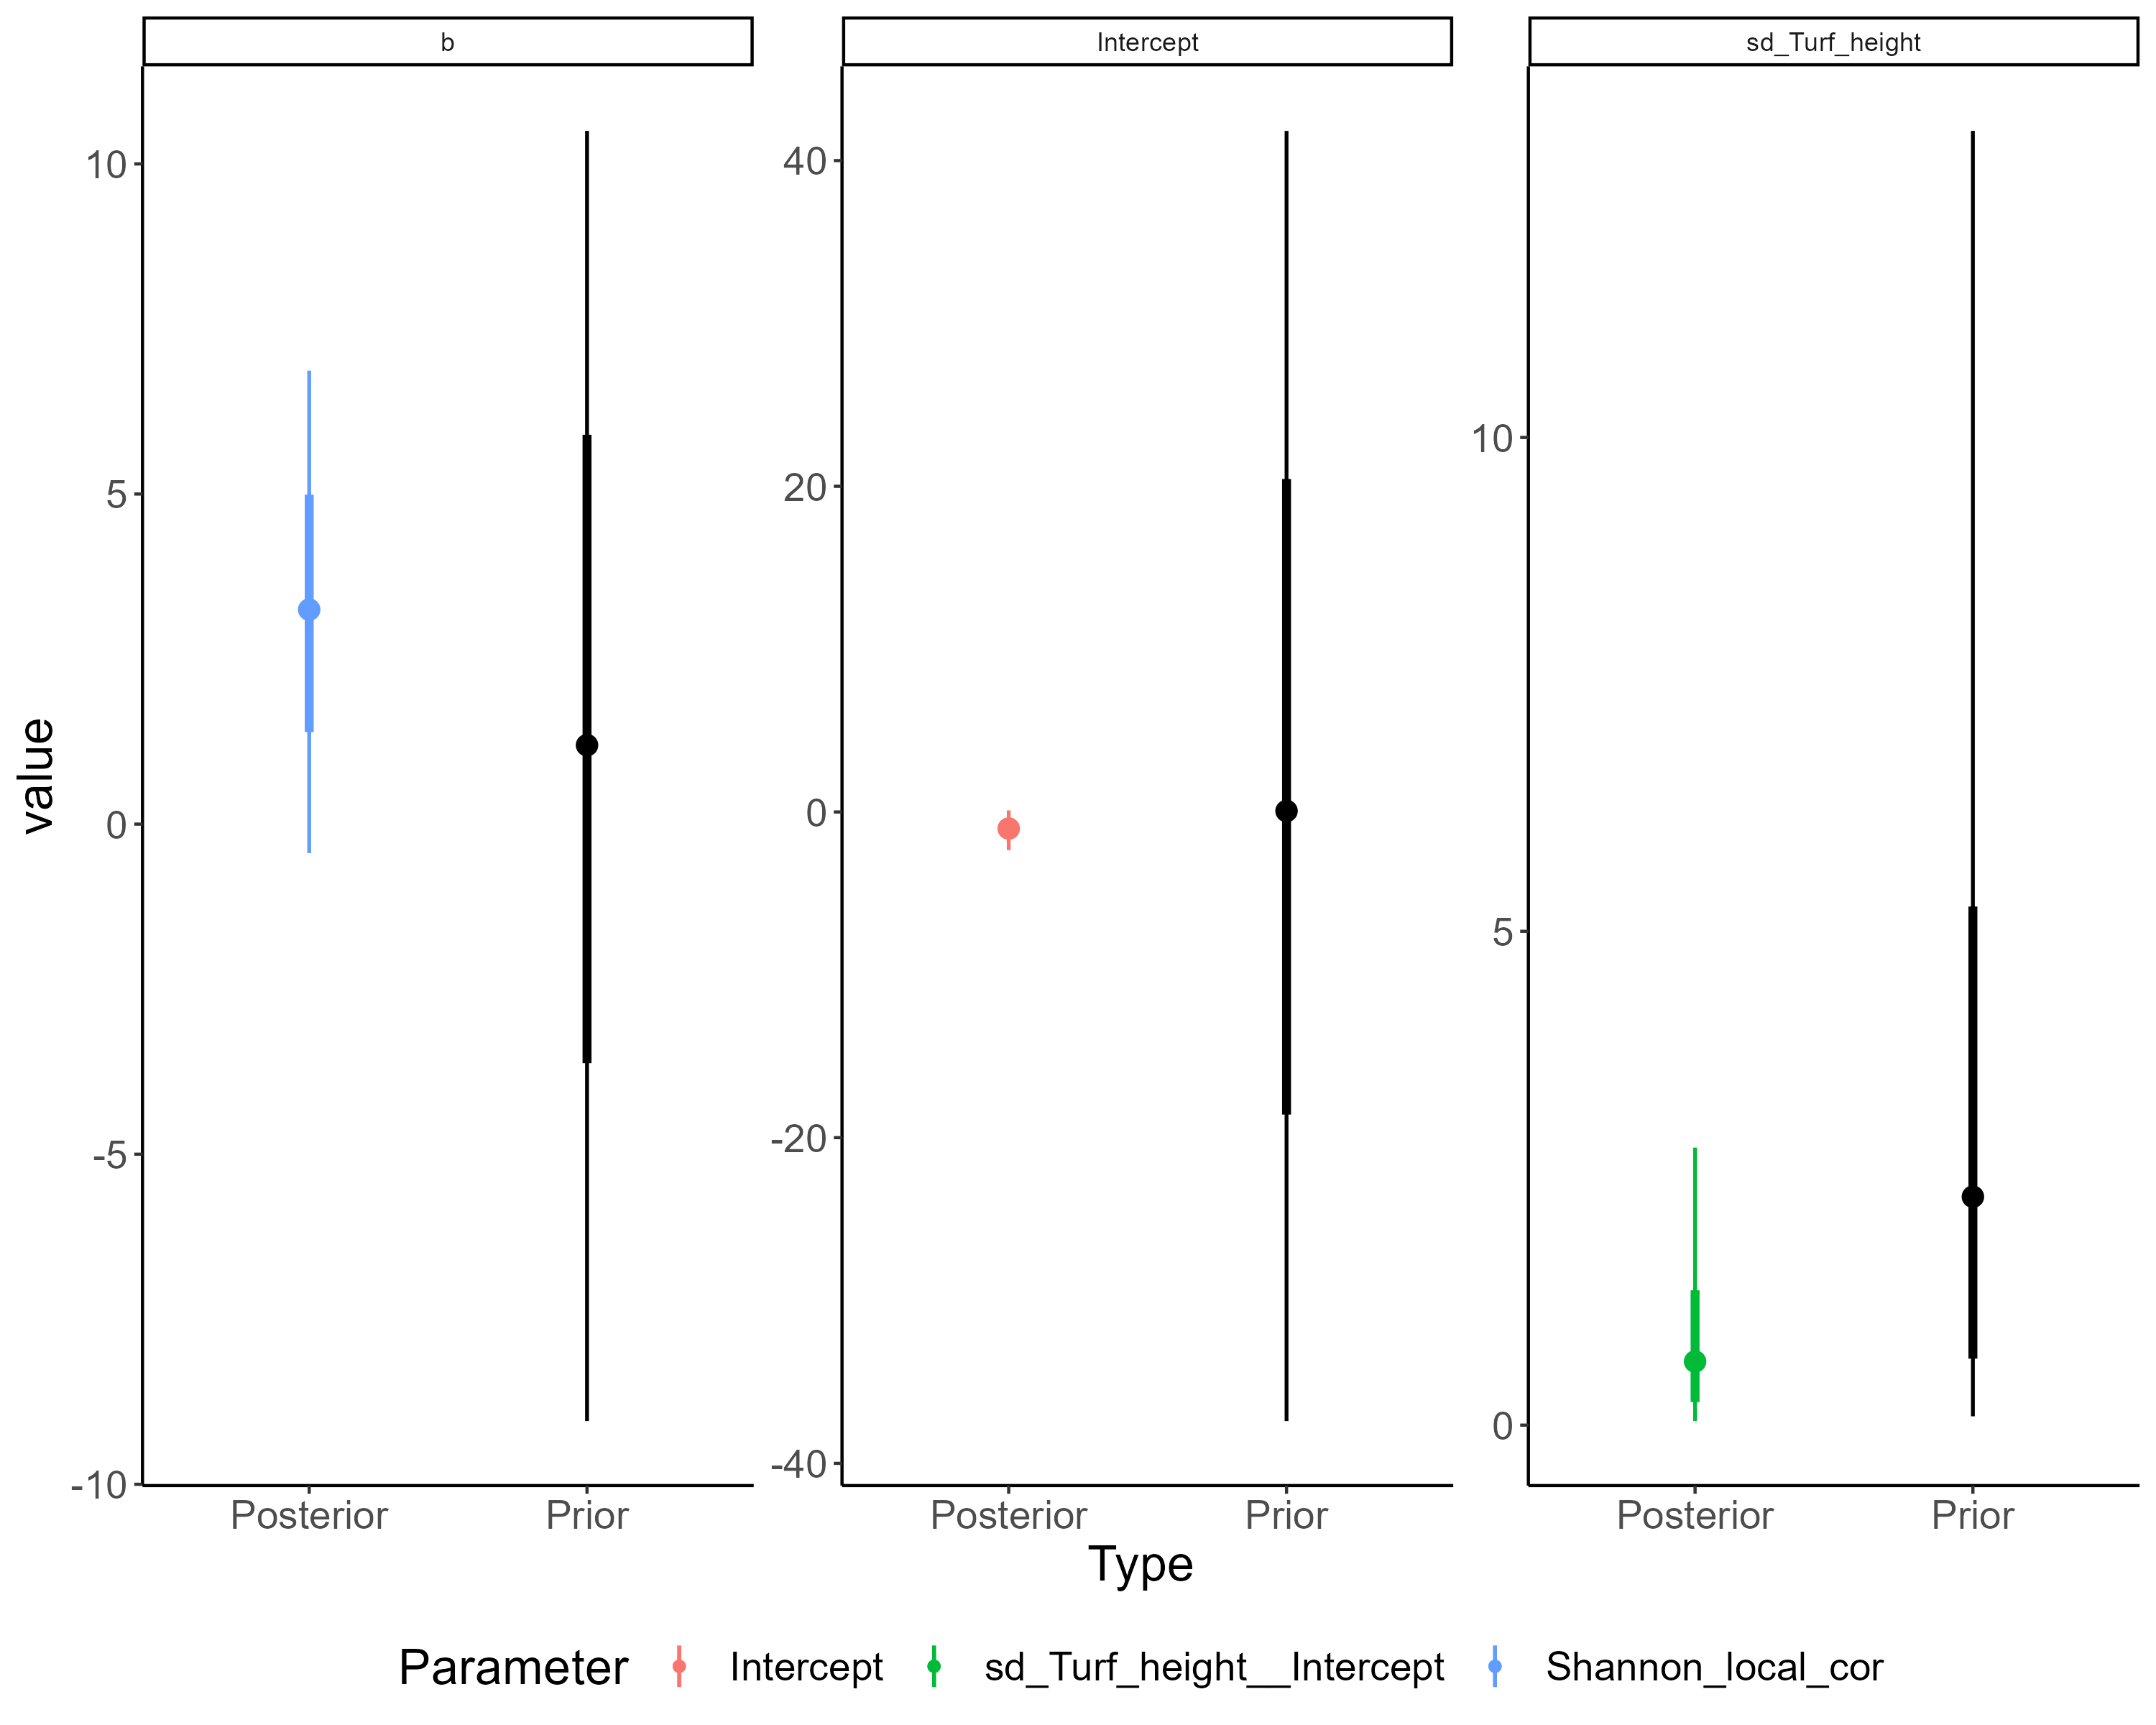 b
Intercept
sd_Turf_height
10
5
0
-5
-10
40
20
0
-20
-40
10
5
0
value
Posterior Prior
Posterior Prior
Posterior Prior
Type
Parameter Intercept sd_Turf_height__Intercept Shannon_local_cor